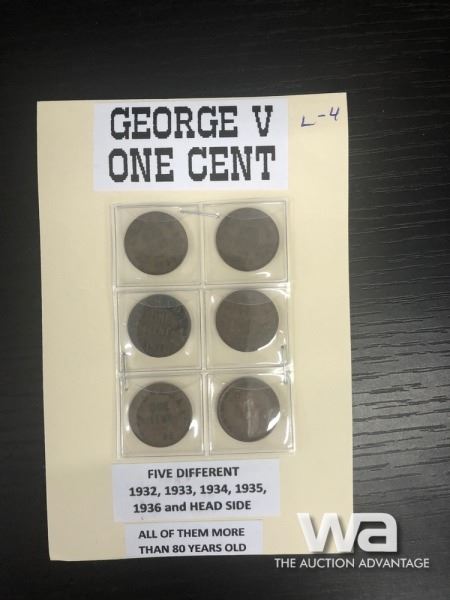 GEORGE V
ONE CENT
L-4
FIVE DIFFERENT
1932, 1933, 1934, 1935,
1936 and HEAD SIDE
ALL OF THEM MORE
THAN 80 YEARS OLD
wa
THE AUCTION ADVANTAGE